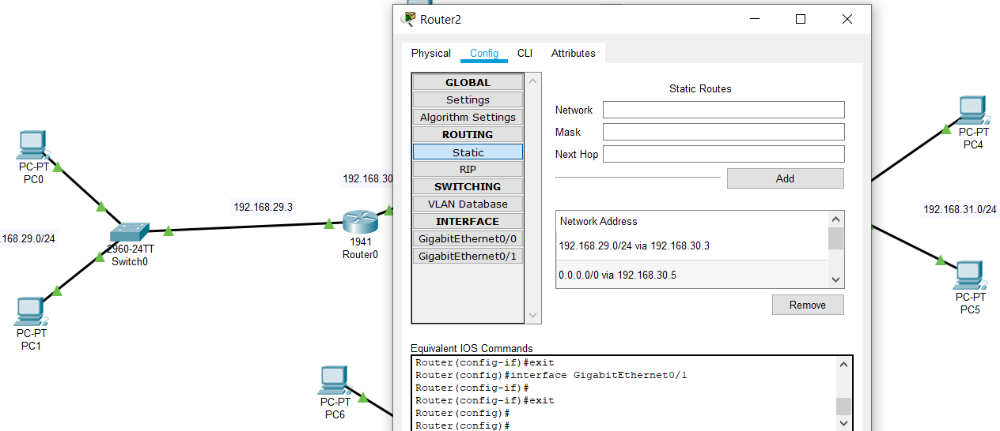 Router2
Physical
Config
CLI
Attributes
GLOBAL
Settings
Algorithm Settings
ROUTING
Static
RIP
SWITCHING
VLAN Database
INTERFACE
GigabitEthernet0/0
GigabitEthernet0/1
Static Routes
Network
Mask
Next Hop
Add
Network Address
192.168.29.0/24 via 192.168.30.3
0.0.0.0/0 via 192.168.30.5
Remove
Equivalent IOS Commands
Router(config-if)#exit
Router(config)#interface GigabitEthernet0/1
Router(config-if)#
Router(config-if)#exit
Router(config)#
Router(config)#
PC-PT
PC0
192.168.30
192.168.29.3
.168.29.0/24
2960-24TT
Switch0
1941
Router0
PC-PT
PC1
PC-PT
PC6
PC-PT
PC4
192.168.31.0/24
PC-PT
PC5